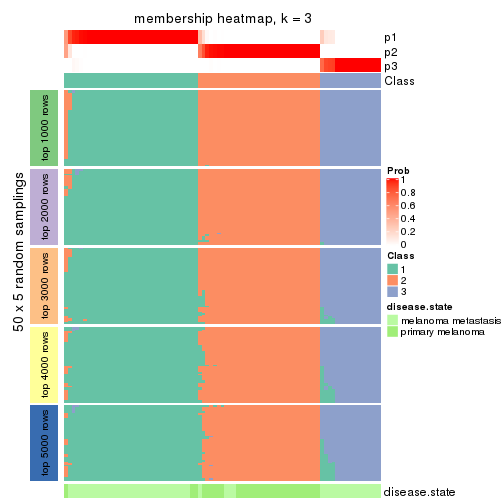 membership heatmap, k = 3
p1
p2
p3
Class
50 x 5 random samplings
top 1000 rows
top 2000 rows
top 3000 rows
top 4000 rows
top 5000 rows
Prob
1
0.8
0.6
0.4
0.2
0
Class
1
2
3
disease.state
melanoma metastasis
primary melanoma
disease.state